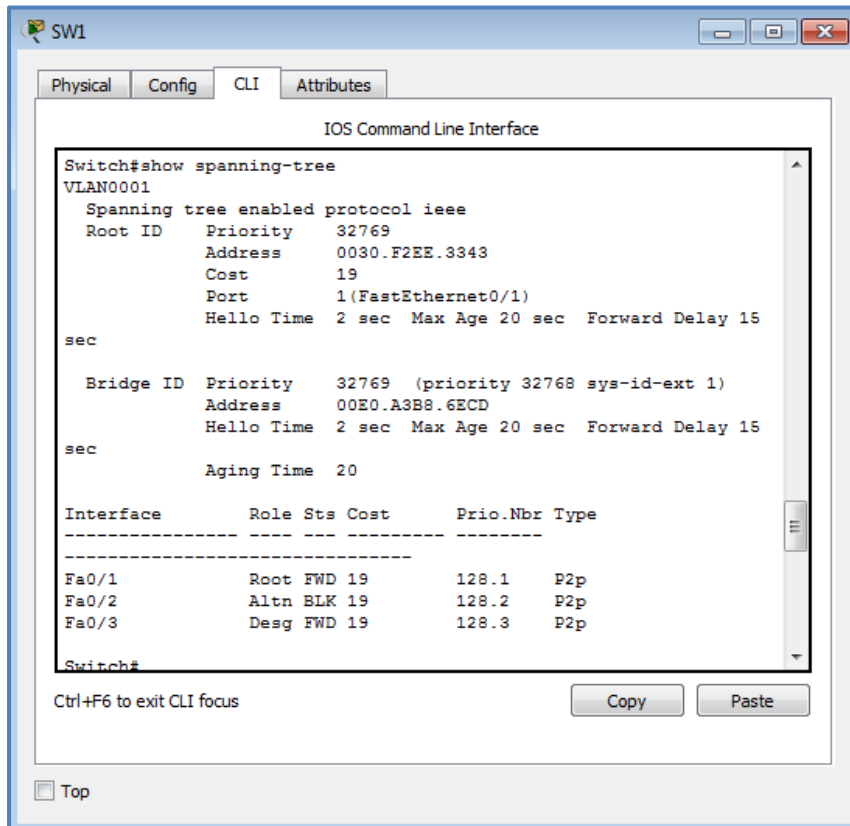 SW1
Physical Config CLI Attributes
IOS Command Line Interface
Switch#show spanning-tree
VLAN0001
  Spanning tree enabled protocol ieee
  Root ID    Priority    32769
             Address     0030.F2EE.3343
             Cost        19
             Port        1(FastEthernet0/1)
             Hello Time  2 sec  Max Age 20 sec  Forward Delay 15
sec
  Bridge ID  Priority    32769  (priority 32768 sys-id-ext 1)
             Address     00E0.A3B8.6ECD
             Hello Time  2 sec  Max Age 20 sec  Forward Delay 15
sec
             Aging Time  20
Interface        Role Sts Cost      Prio.Nbr Type
---------------- ---- --- --------- --------
--------------------------------
Fa0/1            Root FWD 19        128.1    P2p
Fa0/2            Altn BLK 19        128.2    P2p
Fa0/3            Desg FWD 19        128.3    P2p
Switch#
Ctrl+F6 to exit CLI focus Copy Paste
Top